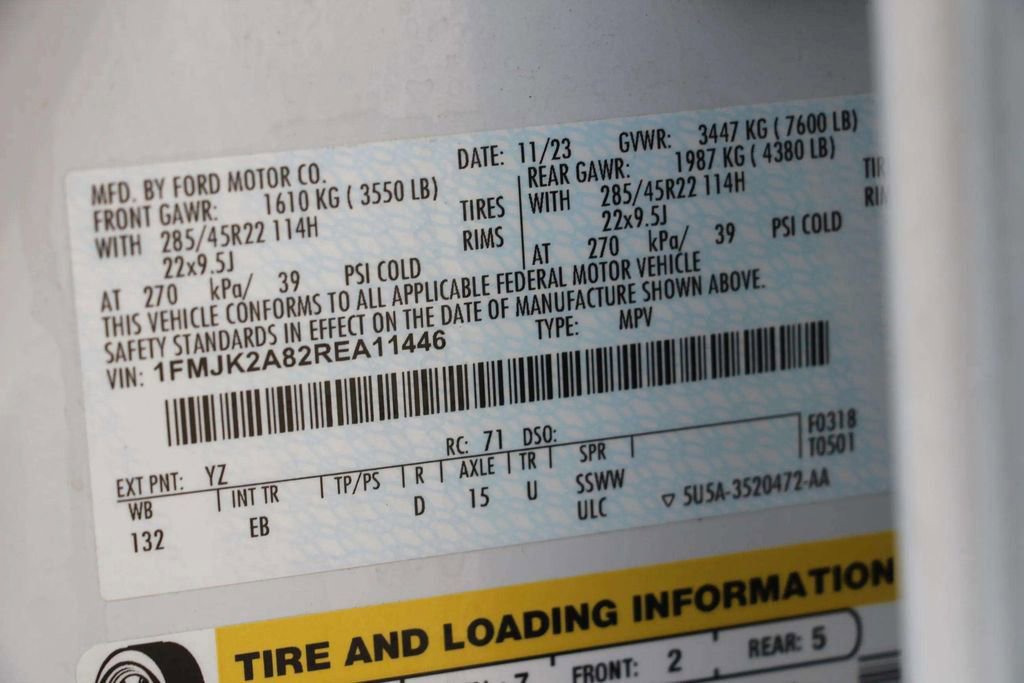 MFD. BY FORD MOTOR CO. DATE: 11/23 GVWR: 3447 KG ( 7600 LB)
FRONT GAWR: 1610 KG ( 3550 LB) REAR GAWR: 1987 KG ( 4380 LB)
WITH 285/45R22 114H TIRES WITH 285/45R22 114H
22x9.5J RIMS 22x9.5J
AT 270 kPa/ 39 PSI COLD AT 270 kPa/ 39 PSI COLD
THIS VEHICLE CONFORMS TO ALL APPLICABLE FEDERAL MOTOR VEHICLE
SAFETY STANDARDS IN EFFECT ON THE DATE OF MANUFACTURE SHOWN ABOVE.
VIN: 1FMJK2A82REA11446 TYPE: MPV
EXT PNT: YZ RC: 71 DSO: F0318
T0501
WB INT TR TP/PS R AXLE TR SPR
132 EB D 15 U SSWW
ULC 5U5A-3520472-AA
TIRE AND LOADING INFORMATION
7 FRONT: 2 REAR: 5